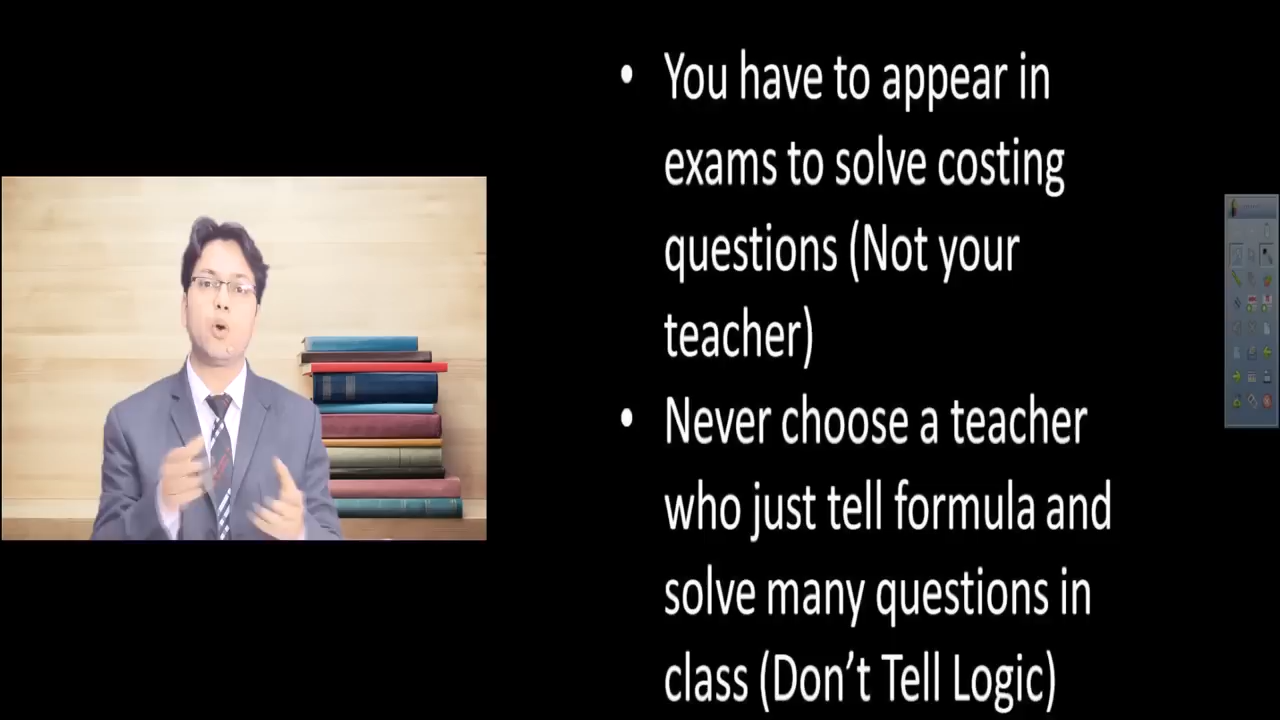 • You have to appear in
exams to solve costing
questions (Not your
teacher)
• Never choose a teacher
who just tell formula and
solve many questions in
class (Don’t Tell Logic)